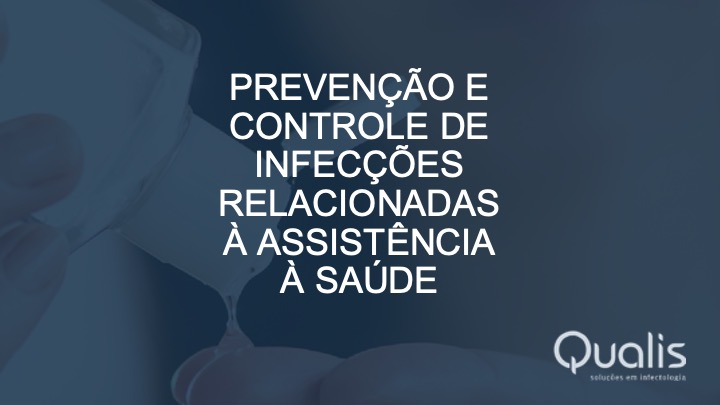 PREVENÇÃO E
CONTROLE DE
INFECÇÕES
RELACIONADAS
À ASSISTÊNCIA
À SAÚDE
Qualis
soluções em infectologia